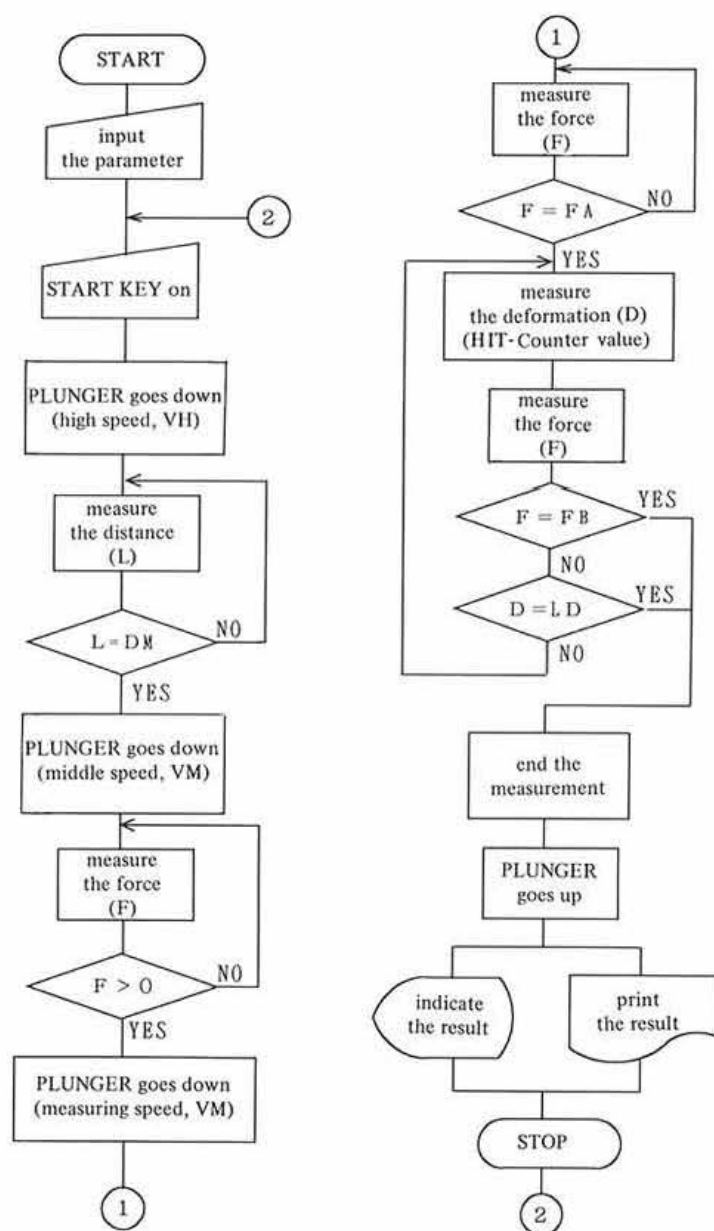 START
input
the parameter
2
START KEY on
PLUNGER goes down
(high speed, VH)
measure
the distance
(L)
L=DM
NO
YES
PLUNGER goes down
(middle speed, VM)
measure
the force
(F)
F > 0
NO
YES
PLUNGER goes down
(measuring speed, VM)
1
1
measure
the force
(F)
F = FA
NO
YES
measure
the deformation (D)
(HIT-Counter value)
measure
the force
(F)
F = FB
YES
NO
D = LD
YES
NO
end the
measurement
PLUNGER
goes up
indicate
the result
print
the result
STOP
2